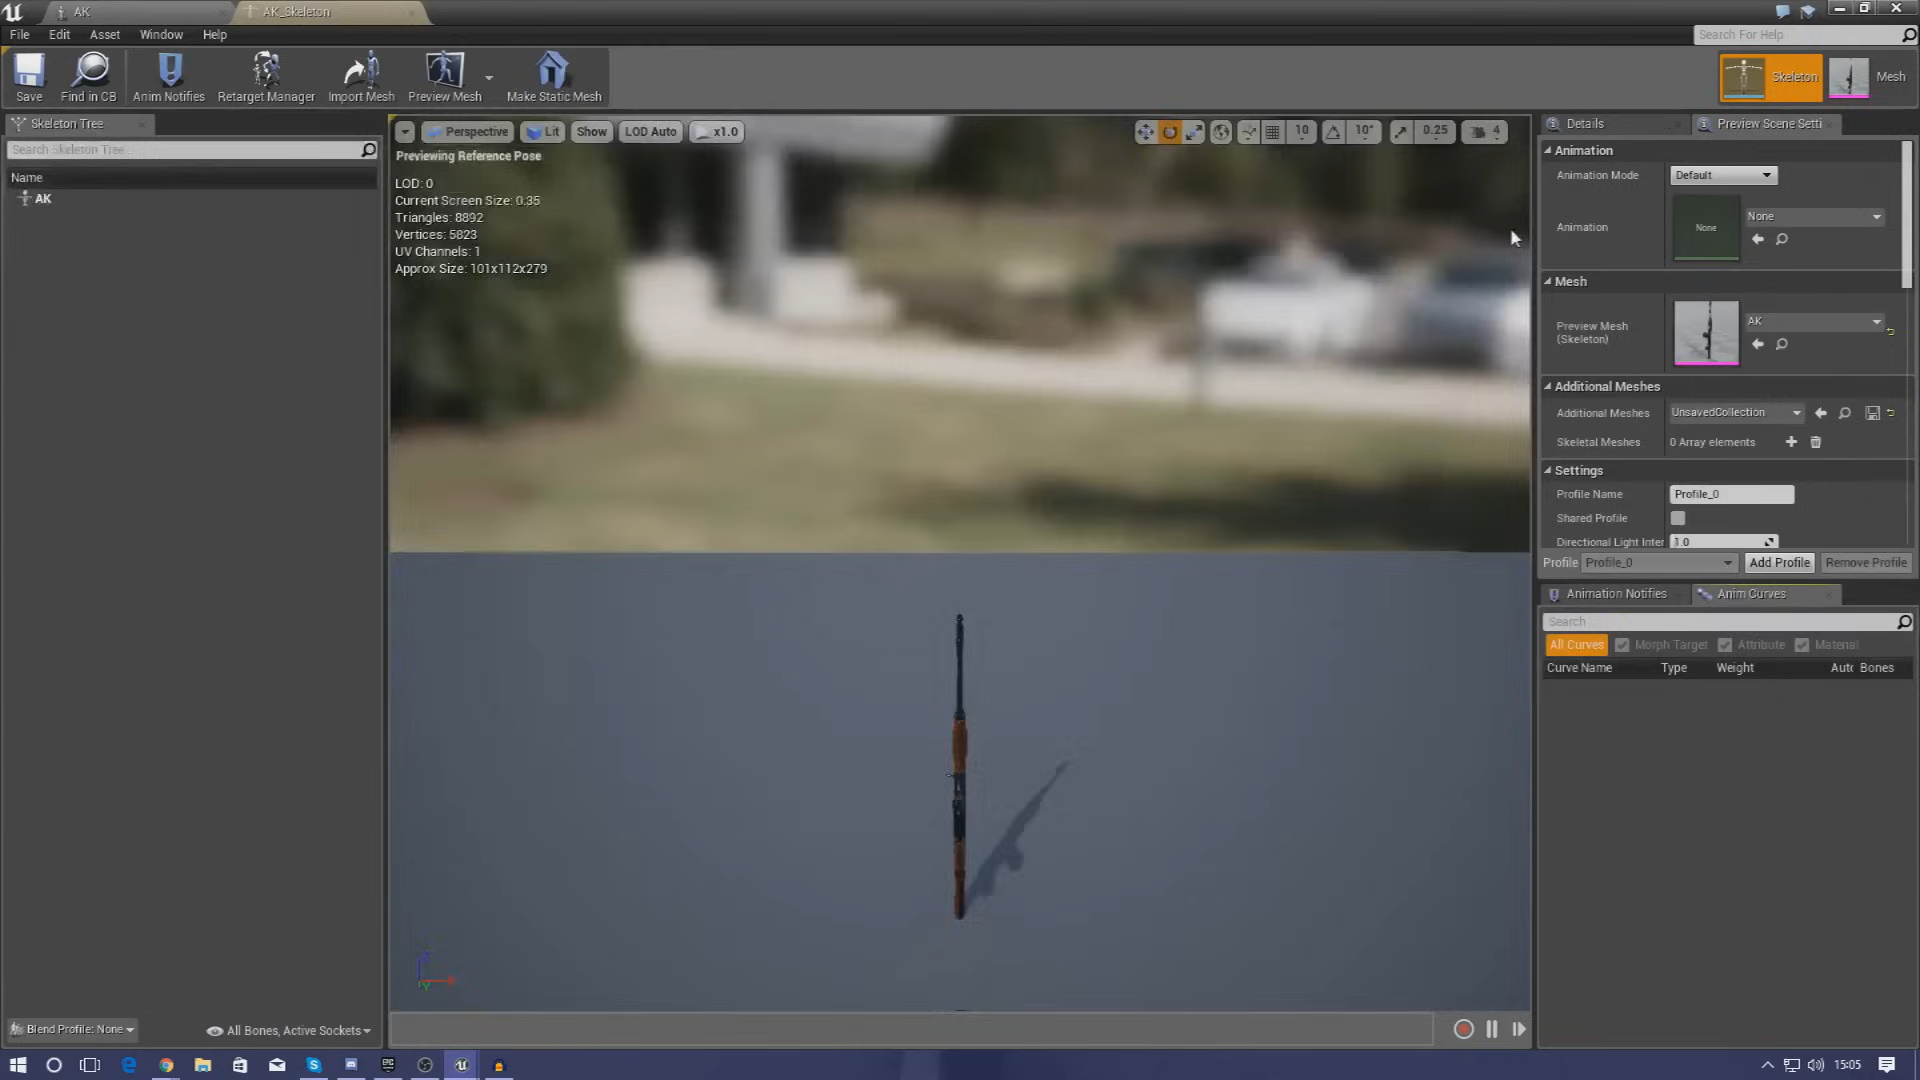 AK
AK_Skeleton
File Edit Asset Window Help
Search For Help
Save
Find in CB
Anim Notifies
Retarget Manager
Import Mesh
Preview Mesh
Make Static Mesh
Skeleton
Mesh
Skeleton Tree
Search Skeleton Tree...
Name
AK
Blend Profile: None
All Bones, Active Sockets
Perspective
Lit
Show
LOD Auto
x1.0
10
10°
0.25
4
Previewing Reference Pose
LOD: 0
Current Screen Size: 0.35
Triangles: 8892
Vertices: 5823
UV Channels: 1
Approx Size: 101x112x279
Details
Preview Scene Setti
Animation
Animation Mode
Default
Animation
None
None
Mesh
Preview Mesh
(Skeleton)
AK
Additional Meshes
Additional Meshes
UnsavedCollection
Skeletal Meshes
0 Array elements
Settings
Profile Name
Profile_0
Shared Profile
Directional Light Inter
1.0
Profile
Profile_0
Add Profile
Remove Profile
Animation Notifies
Anim Curves
Search
All Curves
Morph Target
Attribute
Material
Curve Name
Type
Weight
Auto
Bones
15:05